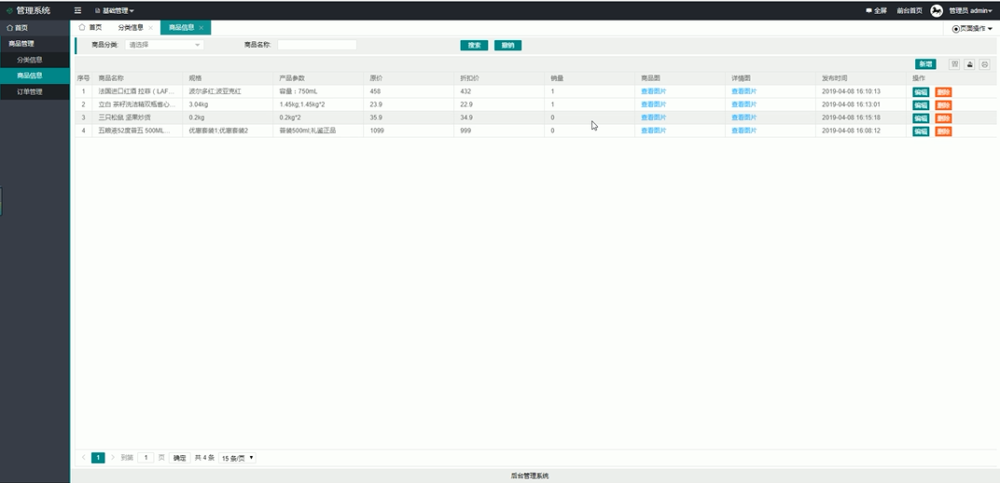 管理系统 基础管理 全屏 前台首页 管理员 admin
首页
商品管理
分类信息
商品信息
订单管理
首页 分类信息 商品信息 页面操作
商品分类: 请选择 商品名称: 搜索 撤销
新增
序号 商品名称 规格 产品参数 原价 折扣价 销量 商品图 详情图 发布时间 操作
1 法国进口红酒 拉菲（LAF... 波尔多红;波亚克红 容量：750mL 458 432 1 查看图片 查看图片 2019-04-08 16:10:13 编辑 删除
2 立白 茶籽洗洁精双瓶省心... 3.04kg 1.45kg;1.45kg*2 23.9 22.9 1 查看图片 查看图片 2019-04-08 16:13:01 编辑 删除
3 三只松鼠 坚果炒货 0.2kg 0.2kg*2 35.9 34.9 0 查看图片 查看图片 2019-04-08 16:15:18 编辑 删除
4 五粮液52度普五 500ML... 优惠套装1;优惠套装2 普装500ml;礼鉴正品 1099 999 0 查看图片 查看图片 2019-04-08 16:08:12 编辑 删除
1 到第 1 页 确定 共 4 条 15 条/页
后台管理系统